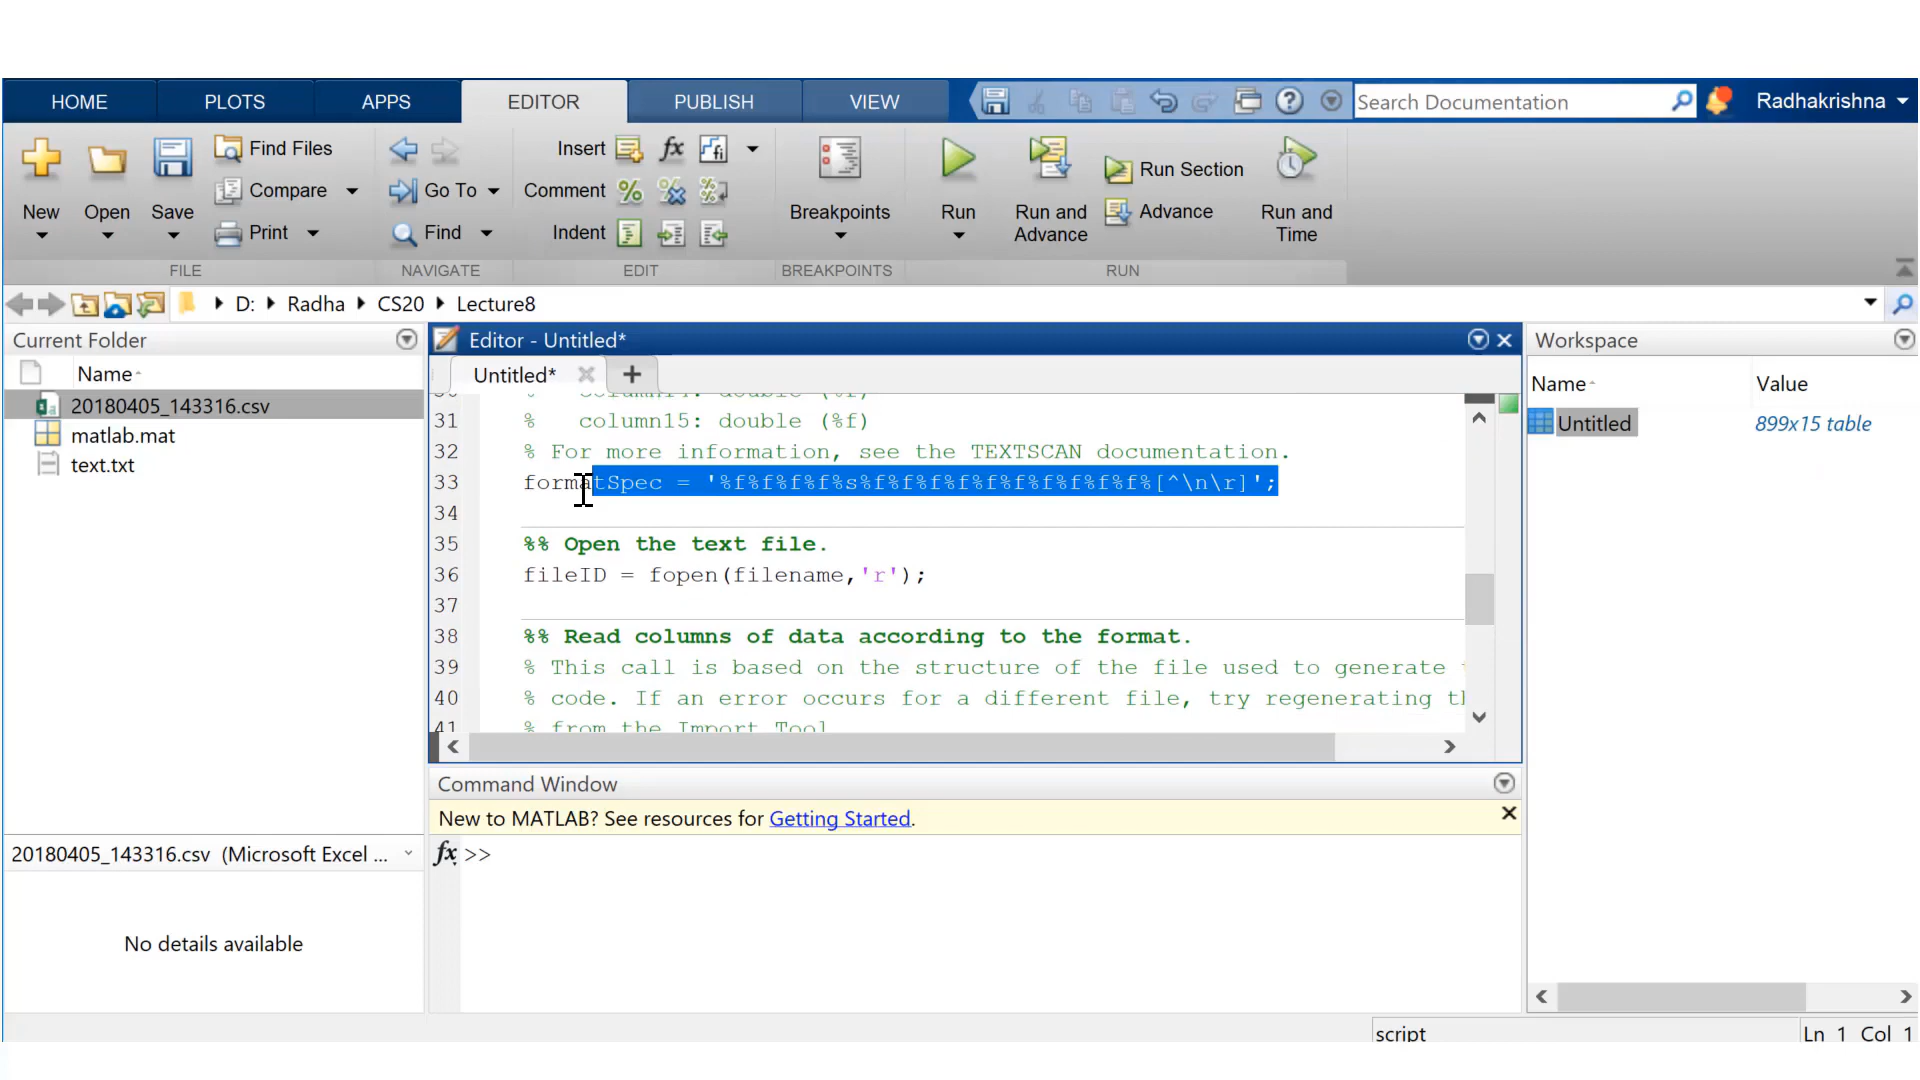 HOME PLOTS APPS EDITOR PUBLISH VIEW Search Documentation Radhakrishna
New Open Save Find Files Compare Print
FILE
Go To Find
NAVIGATE
Insert fx fi
Comment % %
Indent
EDIT
Breakpoints
BREAKPOINTS
Run
Run and Advance
Run Section
Advance
Run and Time
RUN
D: Radha CS20 Lecture8
Current Folder
Name
20180405_143316.csv
matlab.mat
text.txt
20180405_143316.csv (Microsoft Excel ...
No details available
Editor - Untitled*
Untitled*
31 % column15: double (%f)
32 % For more information, see the TEXTSCAN documentation.
33 formatSpec = '%f%f%f%f%s%f%f%f%f%f%f%f%f%f%f%[^\n\r]';
34
35 %% Open the text file.
36 fileID = fopen(filename,'r');
37
38 %% Read columns of data according to the format.
39 % This call is based on the structure of the file used to generate
40 % code. If an error occurs for a different file, try regenerating
41 % from the Import Tool
Command Window
New to MATLAB? See resources for Getting Started.
fx >>
Workspace
Name Value
Untitled 899x15 table
script Ln 1 Col 1